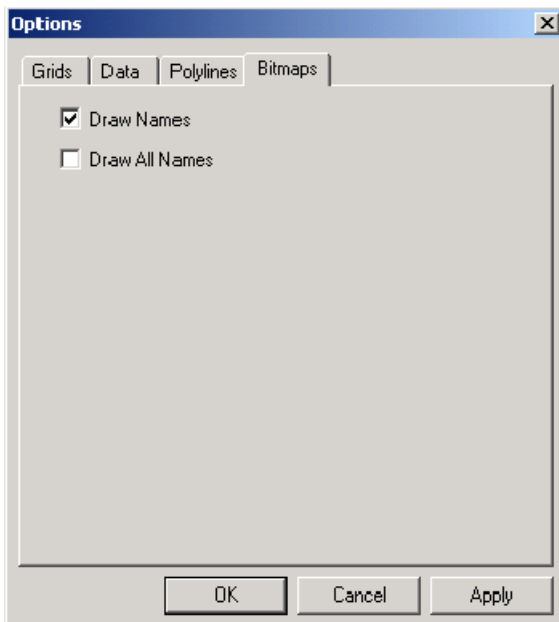 Options
Grids Data Polylines Bitmaps
Draw Names
Draw All Names
OK Cancel Apply